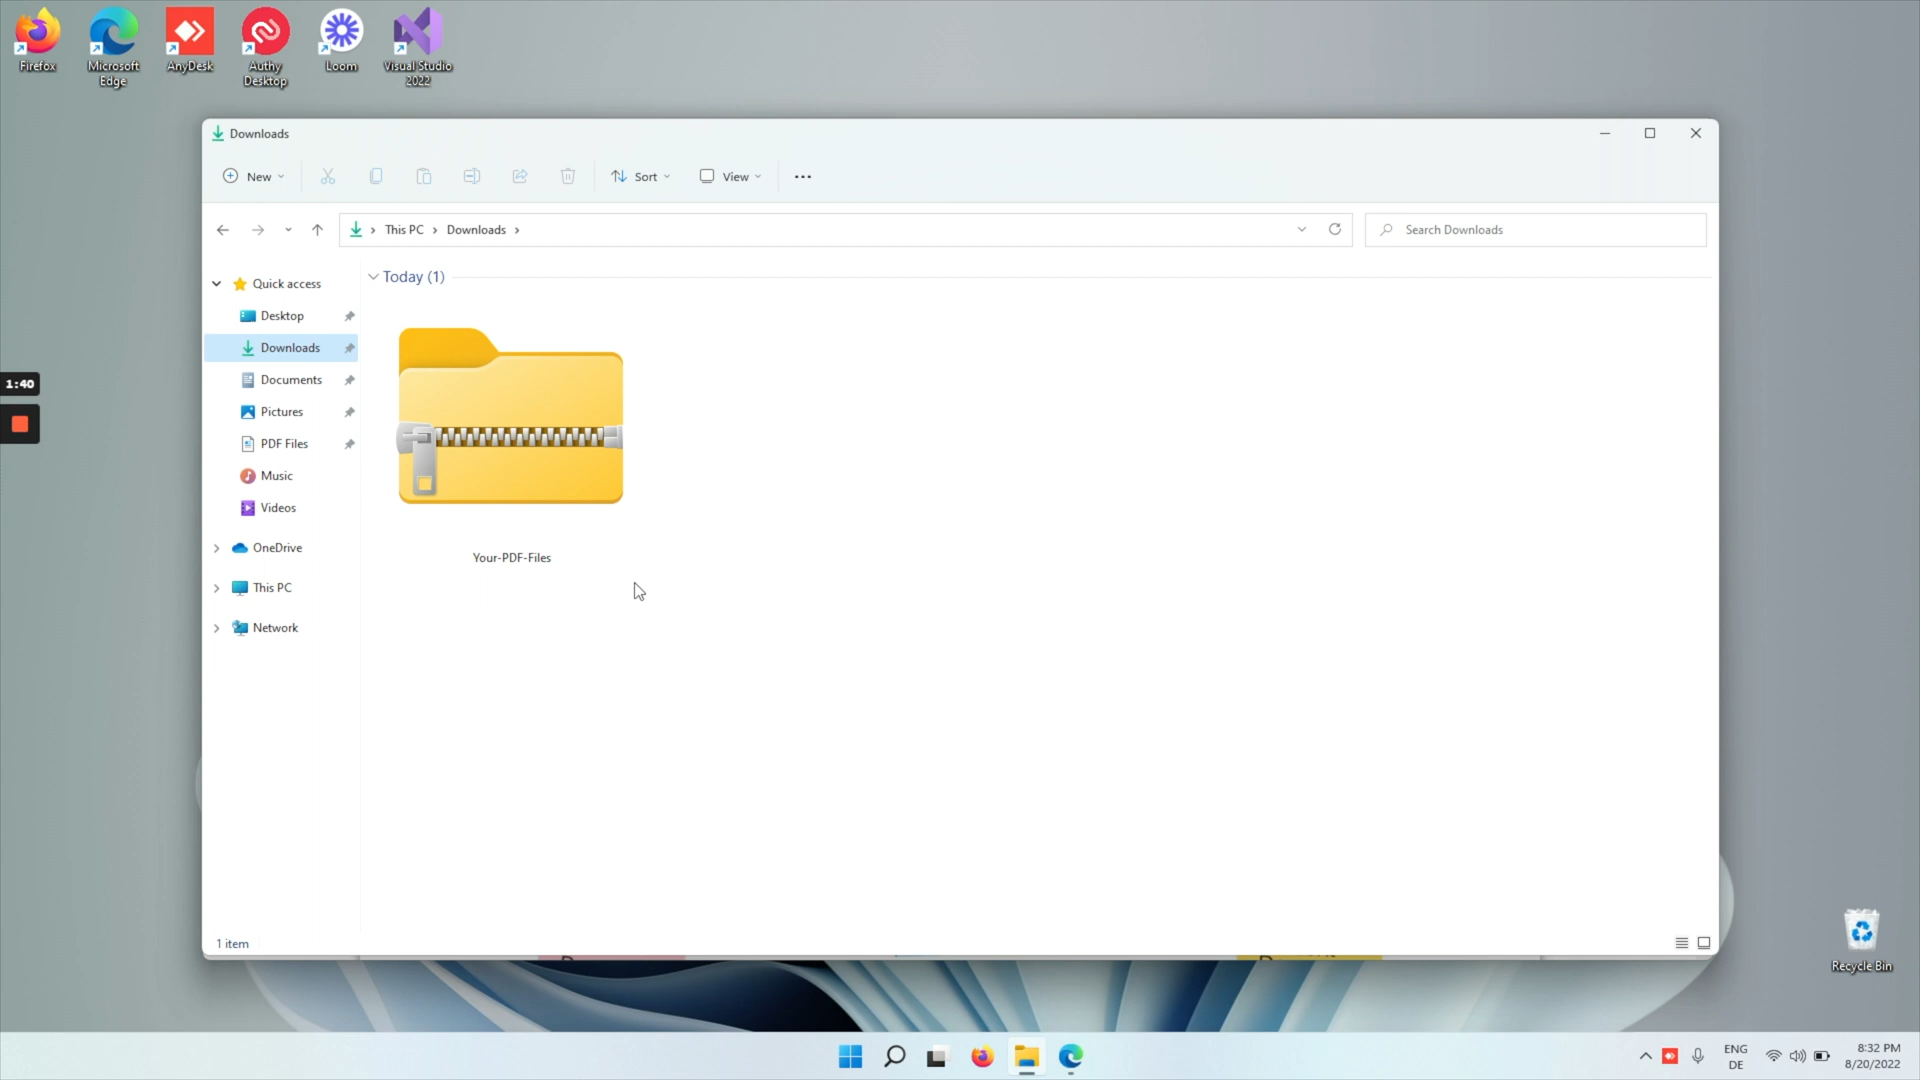 Firefox
Microsoft
Edge
AnyDesk
Authy
Desktop
Loom
Visual Studio
2022
Downloads
New
Sort
View
This PC
Downloads
Search Downloads
Quick access
Today (1)
Desktop
Downloads
Documents
Pictures
PDF Files
Music
Videos
OneDrive
This PC
Network
1:40
Your-PDF-Files
1 item
Recycle Bin
ENG
DE
8:32 PM
8/20/2022